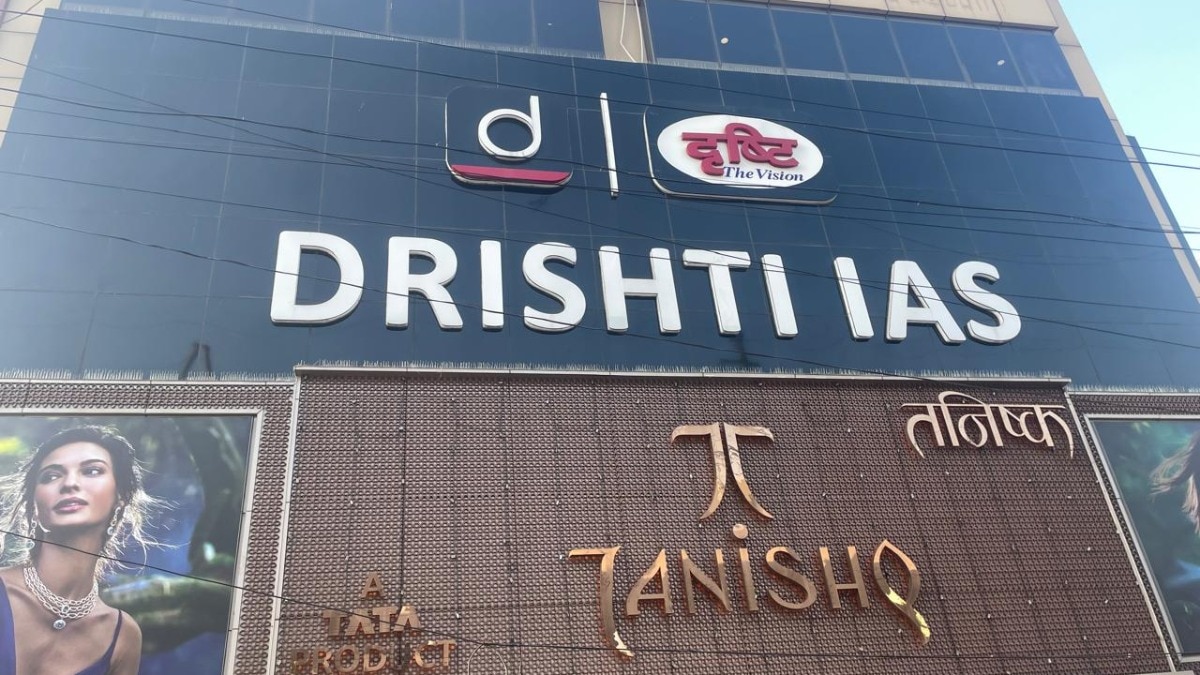 d
दृष्टि
The Vision
DRISHTI IAS
तनिष्क
T
TANISHQ
A
TATA
PRODUCT